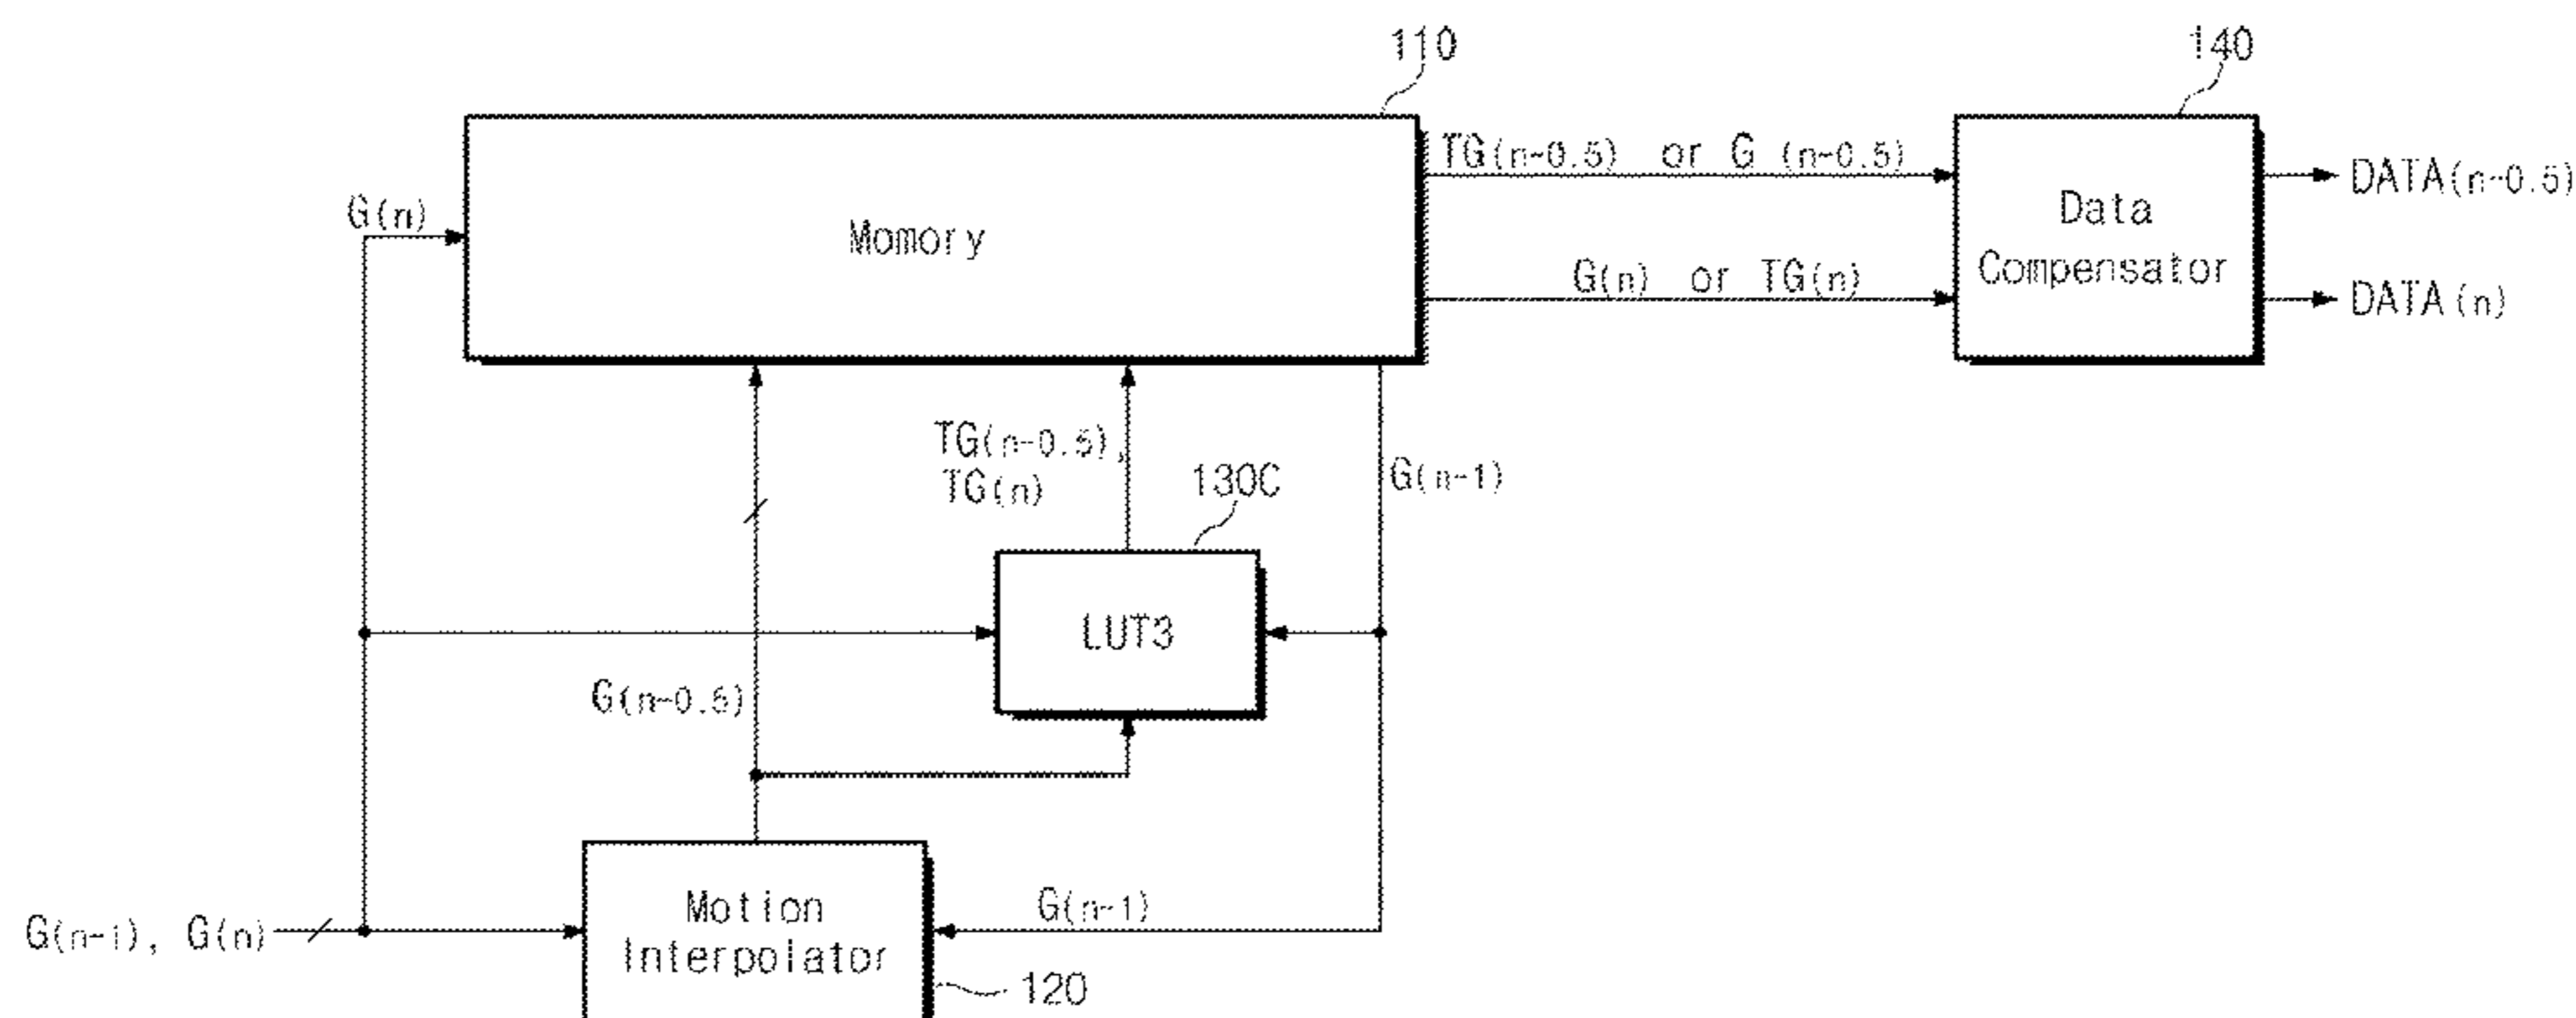 110
140
TG(n-0.5) or G (n-0.5)
DATA(n-0.5)
G(n)
Momory
Data
Compensator
G(n) or TG(n)
DATA(n)
TG(n-0.5),
TG(n)
130C
G(n-1)
LUT3
G(n-0.5)
G(n-1), G(n)
Motion
Interpolator
G(n-1)
120